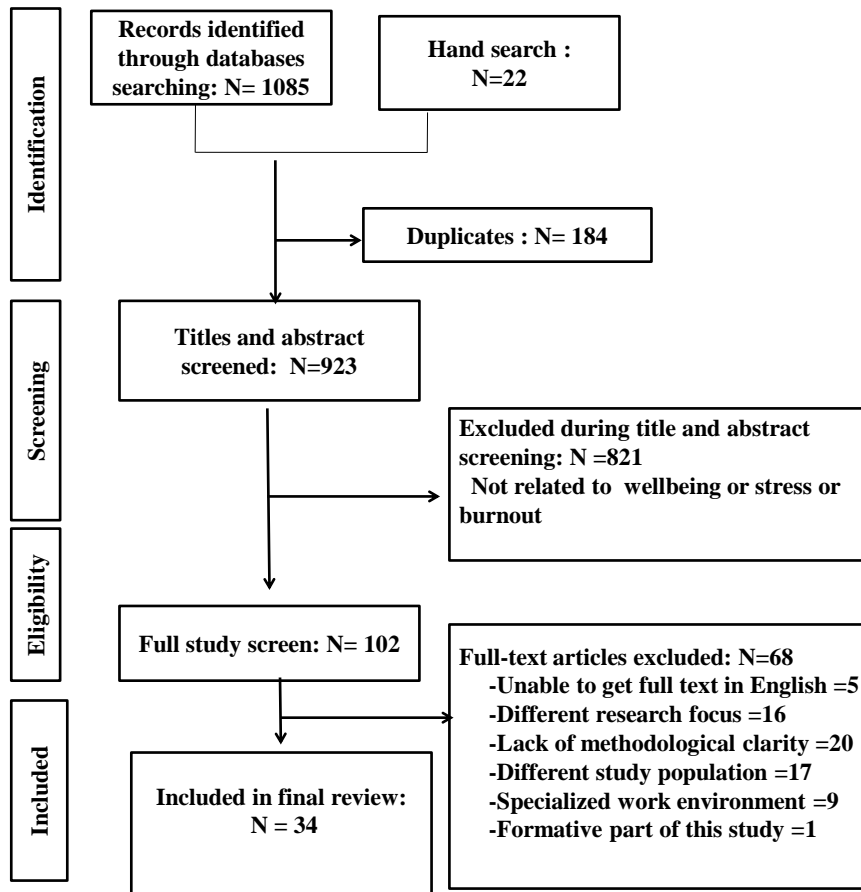 Identification
Records identified
through databases
searching: N= 1085
Hand search :
N=22
Duplicates : N= 184
Screening
Titles and abstract
screened: N=923
Excluded during title and abstract
screening: N =821
Not related to wellbeing or stress or
burnout
Eligibility
Full study screen: N= 102
Full-text articles excluded: N=68
-Unable to get full text in English =5
-Different research focus =16
-Lack of methodological clarity =20
-Different study population =17
-Specialized work environment =9
-Formative part of this study =1
Included
Included in final review:
N = 34